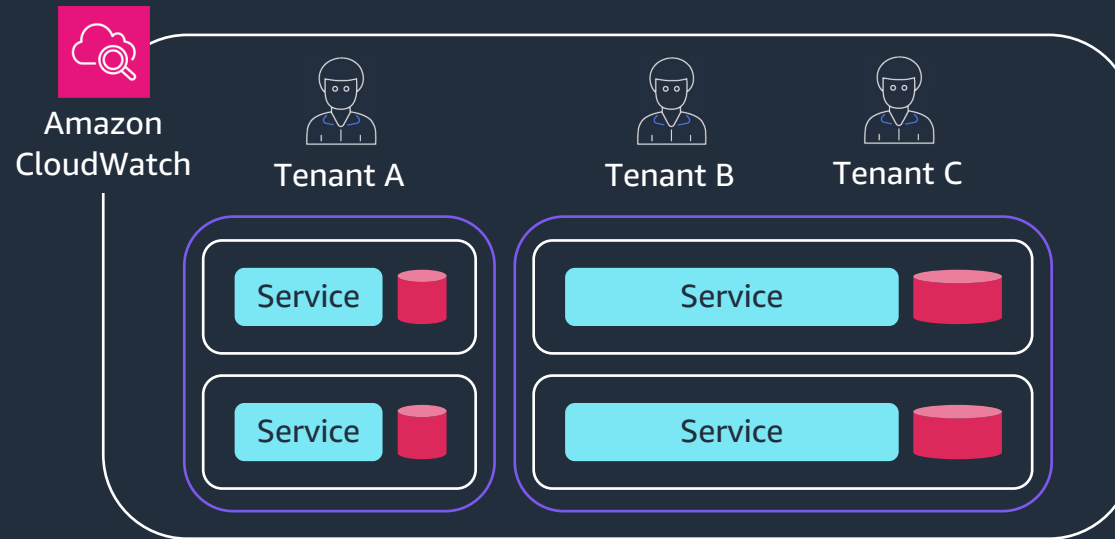 Amazon
CloudWatch
Tenant A
Tenant B
Tenant C
Service
Service
Service
Service